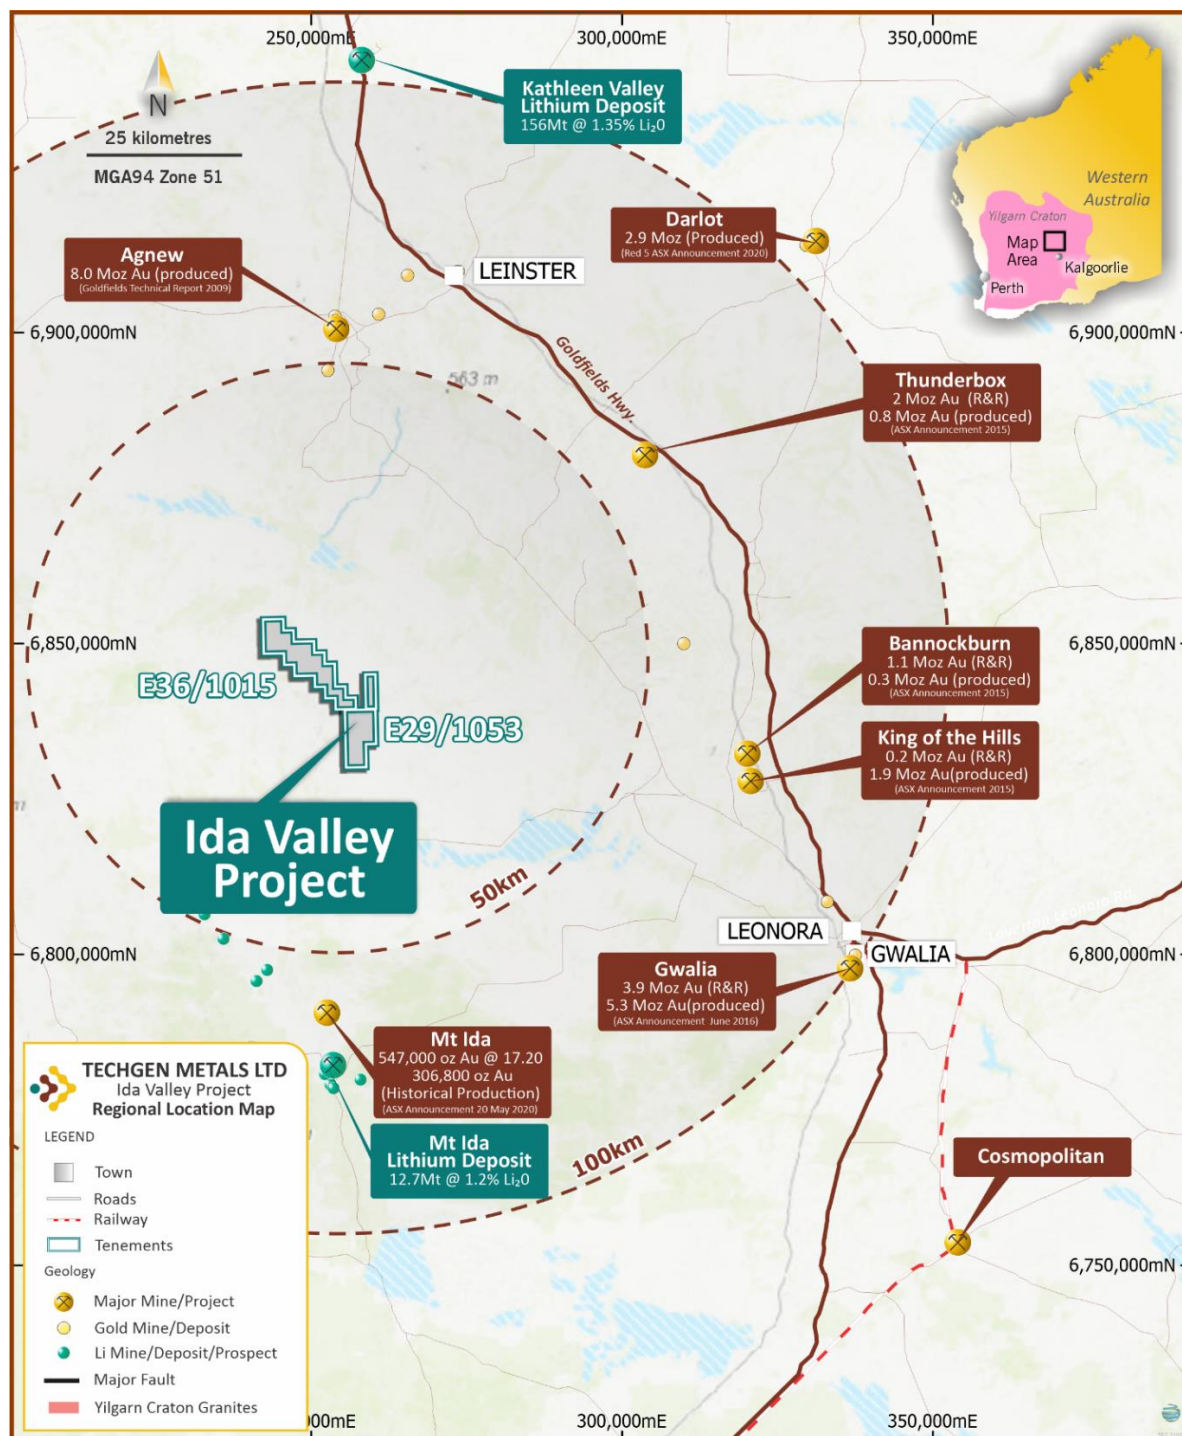 250,000mE
300,000mE
350,000mE
N
25 kilometres
MGA94 Zone 51
Kathleen Valley
Lithium Deposit
156Mt @ 1.35% Li₂0
Western
Australia
Yilgarn Craton
Map
Area
Kalgoorlie
Perth
Darlot
2.9 Moz (Produced)
(Red 5 ASX Announcement 2020)
Agnew
8.0 Moz Au (produced)
(Goldfields Technical Report 2009)
LEINSTER
6,900,000mN
6,900,000mN
Goldfields Hwy.
563 m
Thunderbox
2 Moz Au (R&R)
0.8 Moz Au (produced)
(ASX Announcement 2015)
6,850,000mN
6,850,000mN
E36/1015
E29/1053
Bannockburn
1.1 Moz Au (R&R)
0.3 Moz Au (produced)
(ASX Announcement 2015)
King of the Hills
0.2 Moz Au (R&R)
1.9 Moz Au(produced)
(ASX Announcement 2015)
Ida Valley
Project
50km
LEONORA
GWALIA
Leonora Rd.
6,800,000mN
6,800,000mN
Gwalia
3.9 Moz Au (R&R)
5.3 Moz Au(produced)
(ASX Announcement June 2016)
Mt Ida
547,000 oz Au @ 17.20
306,800 oz Au
(Historical Production)
(ASX Announcement 20 May 2020)
Mt Ida
Lithium Deposit
12.7Mt @ 1.2% Li₂0
100km
Cosmopolitan
6,750,000mN
TECHGEN METALS LTD
Ida Valley Project
Regional Location Map
LEGEND
Town
Roads
Railway
Tenements
Geology
Major Mine/Project
Gold Mine/Deposit
Li Mine/Deposit/Prospect
Major Fault
Yilgarn Craton Granites
000mE
300,000mE
350,000mE